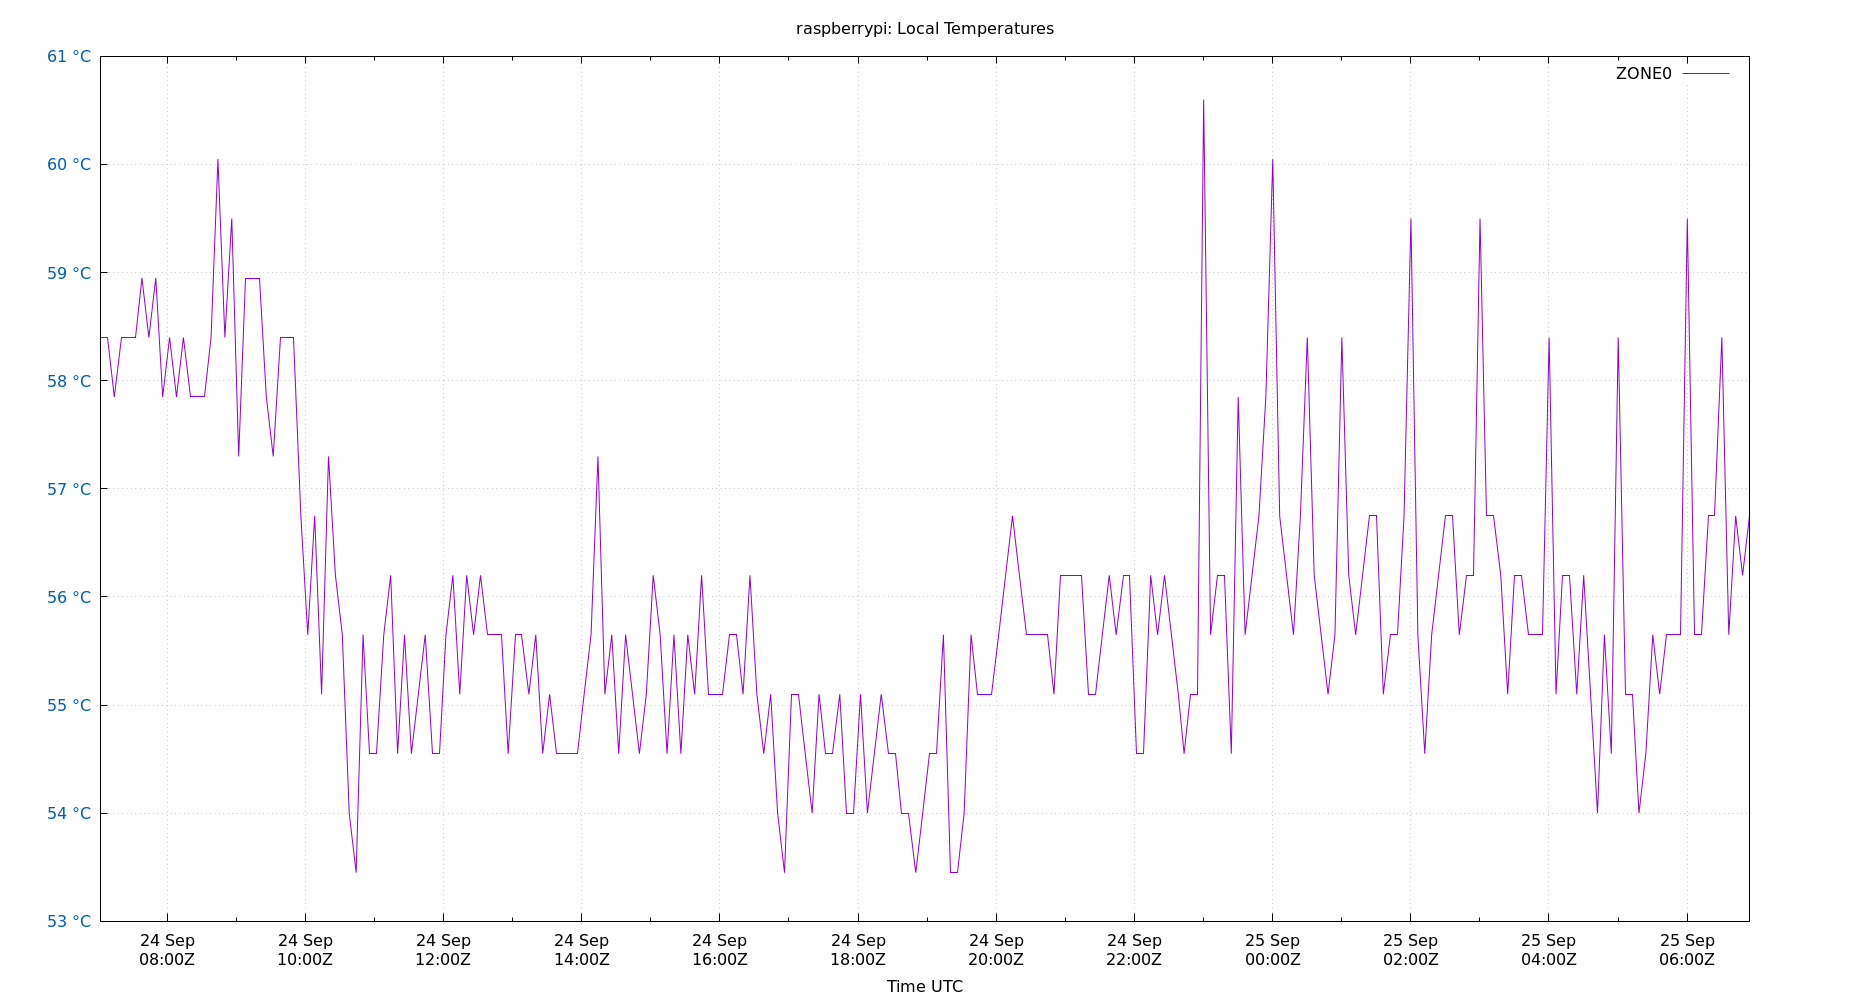 raspberrypi: Local Temperatures
61 °C
60 °C
59 °C
58 °C
57 °C
56 °C
55 °C
54 °C
53 °C
ZONE0
24 Sep 24 Sep 24 Sep 24 Sep 24 Sep 24 Sep 24 Sep 24 Sep 25 Sep 25 Sep 25 Sep 25 Sep
08:00Z 10:00Z 12:00Z 14:00Z 16:00Z 18:00Z 20:00Z 22:00Z 00:00Z 02:00Z 04:00Z 06:00Z
Time UTC